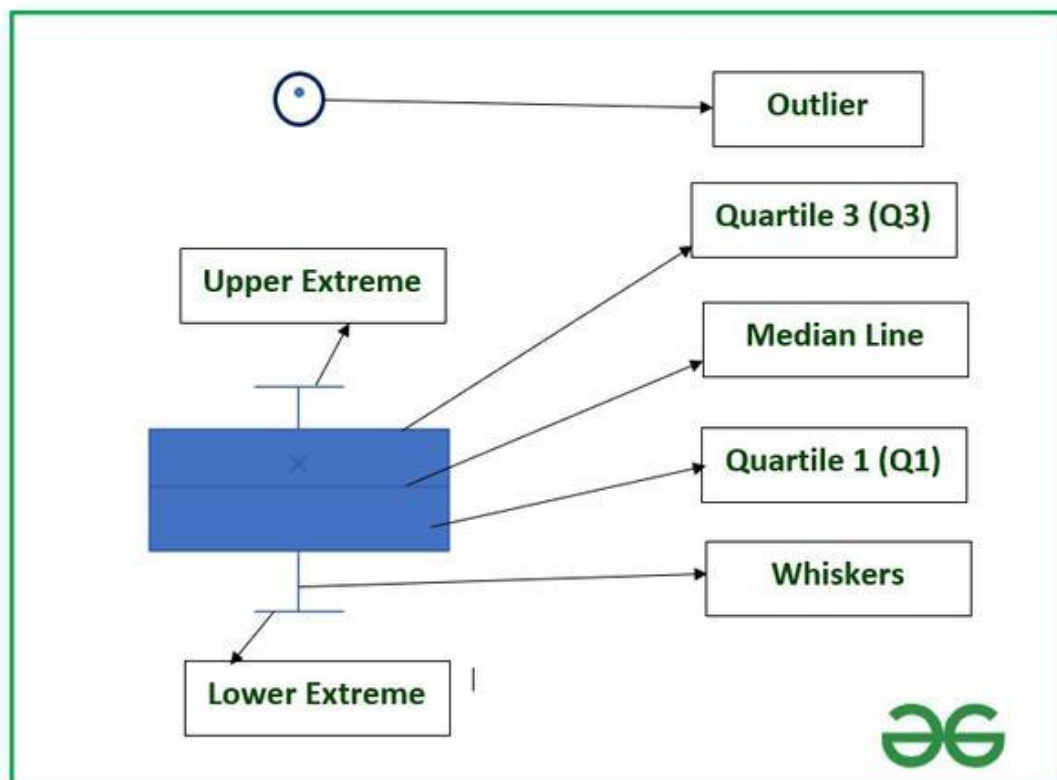 Outlier
Quartile 3 (Q3)
Upper Extreme
Median Line
Quartile 1 (Q1)
Whiskers
Lower Extreme